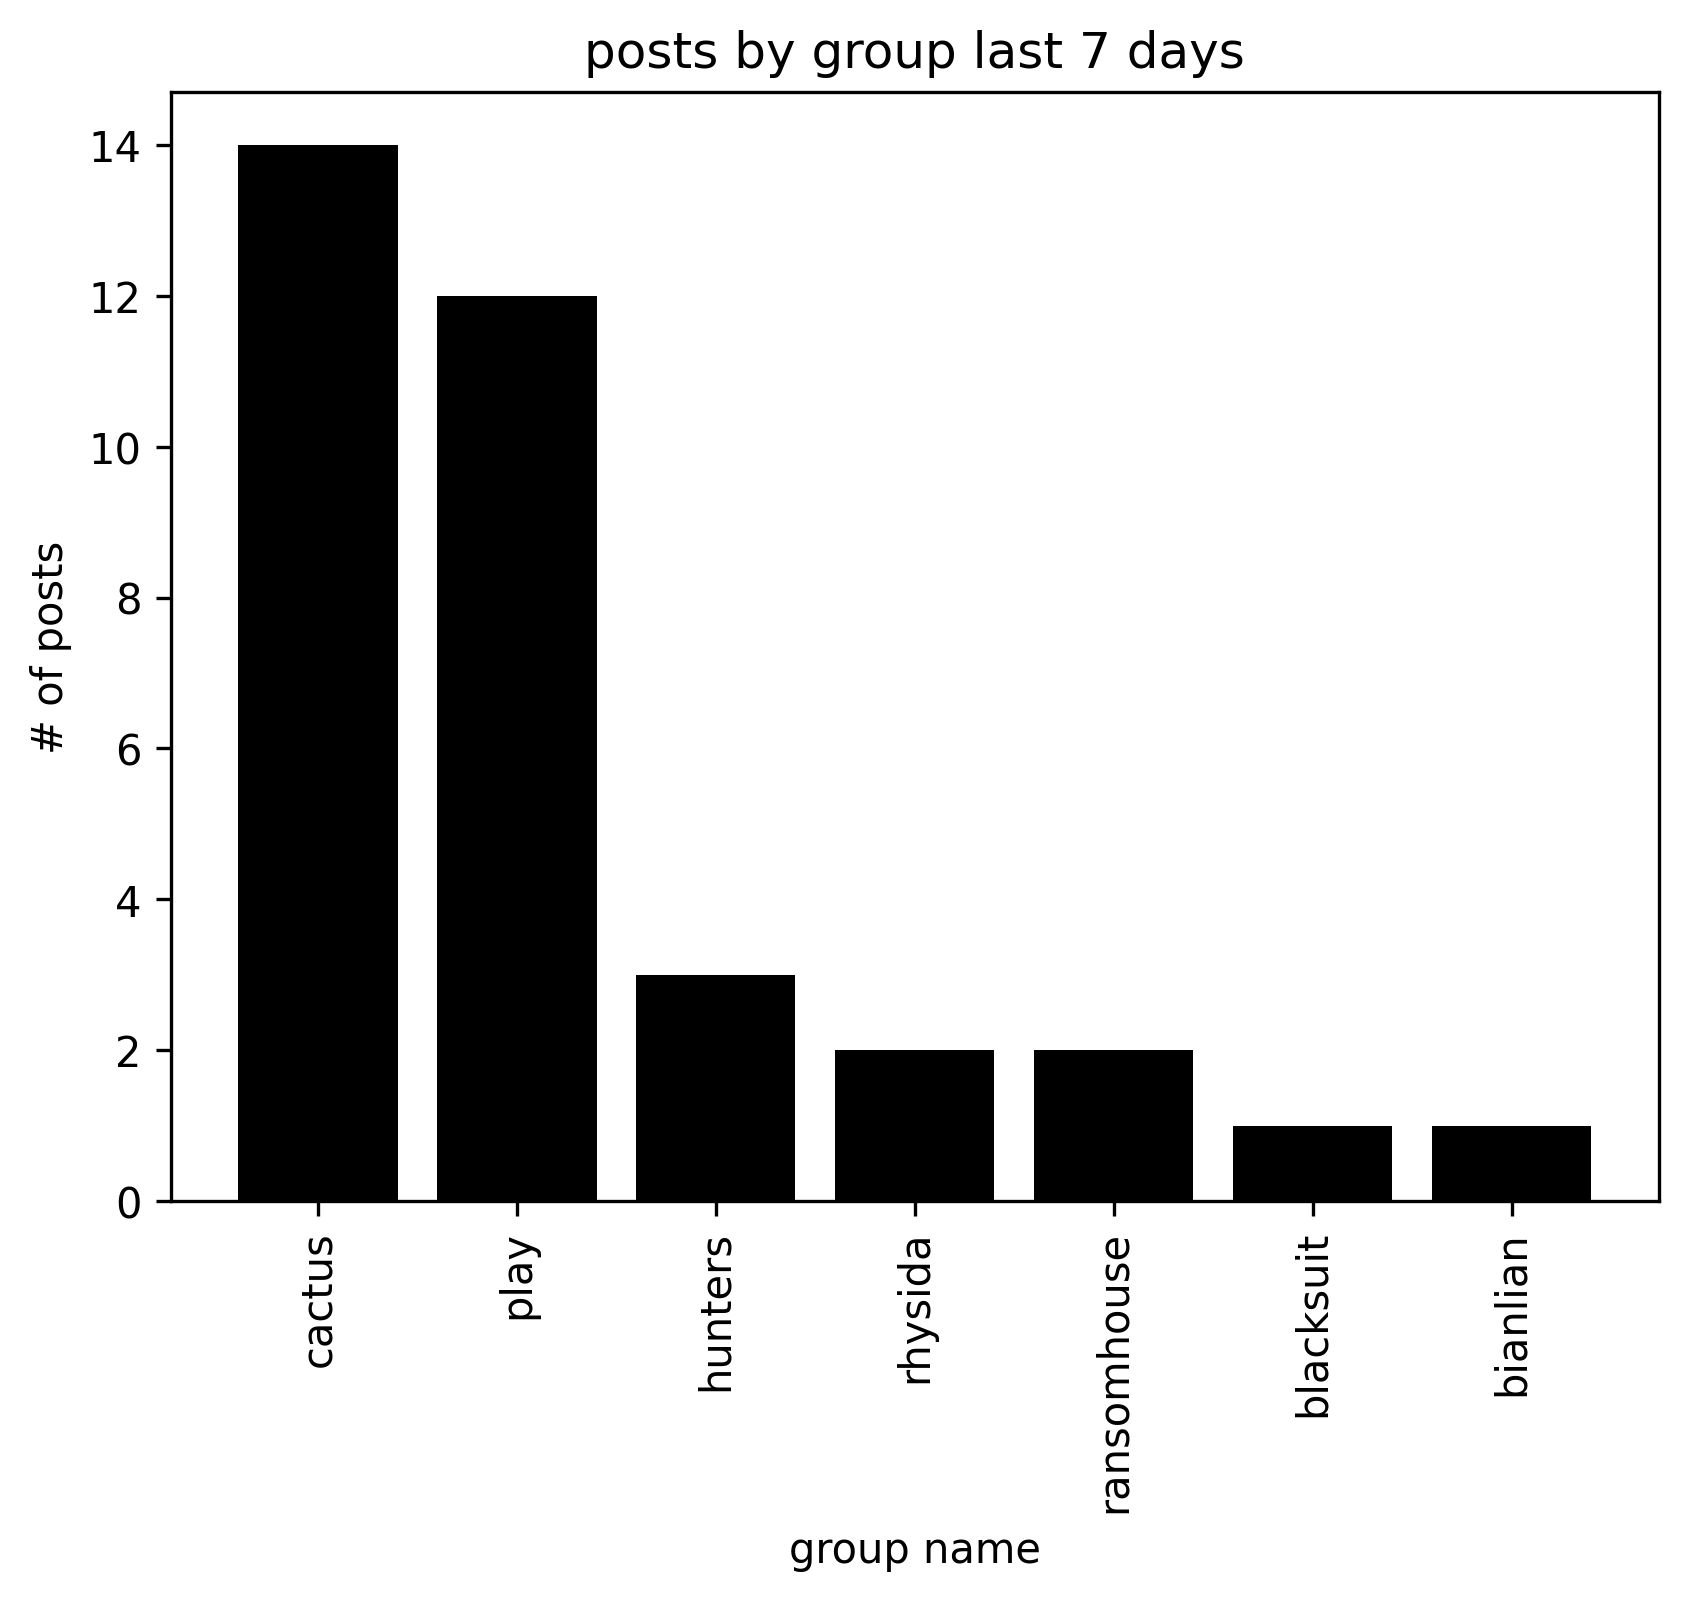 posts by group last 7 days
14
12
10
8
6
4
2
0
# of posts
cactus
play
hunters
rhysida
ransomhouse
blacksuit
bianlian
group name